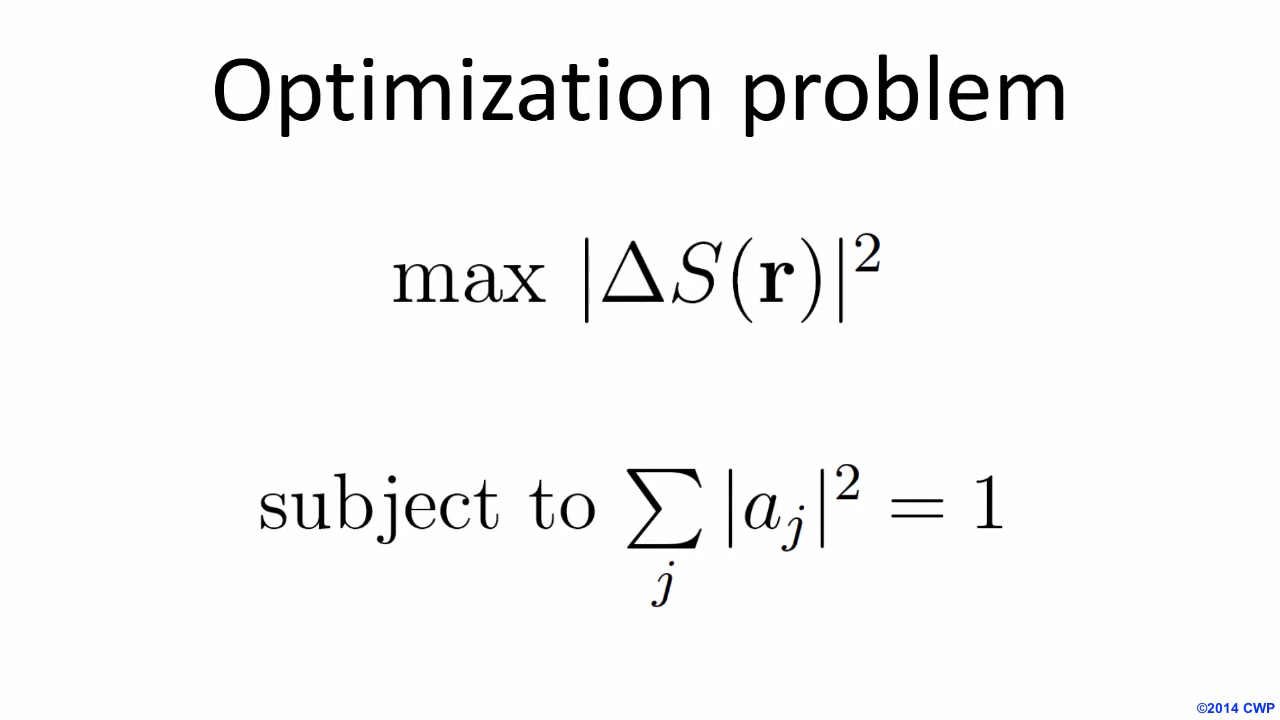 Optimization problem
max |ΔS(𝐫)|²
subject to ∑ |aⱼ|² = 1
j
©2014 CWP